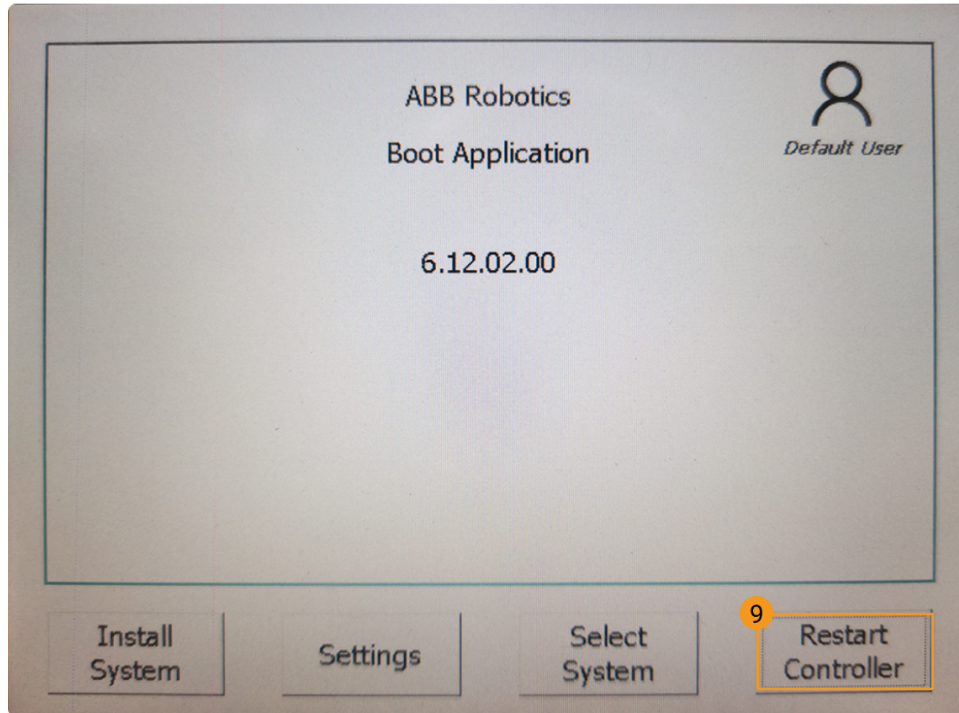 ABB Robotics
Default User
Boot Application
6.12.02.00
Install
System
Settings
Select
System
9
Restart
Controller